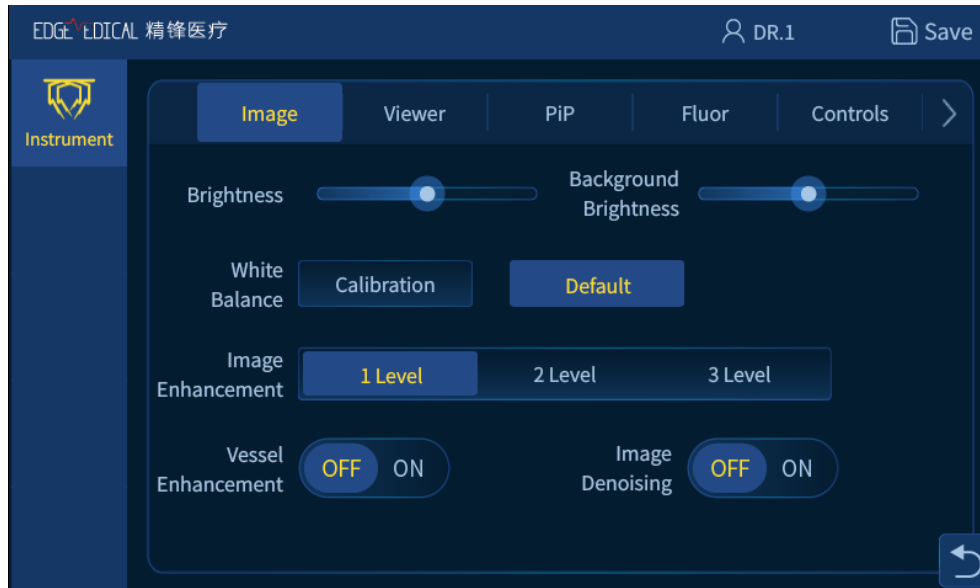 EDGE MEDICAL 精锋医疗
DR.1
Save
Instrument
Image
Viewer
PiP
Fluor
Controls
Brightness
Background
Brightness
White
Balance
Calibration
Default
Image
Enhancement
1 Level
2 Level
3 Level
Vessel
Enhancement
OFF
ON
Image
Denoising
OFF
ON